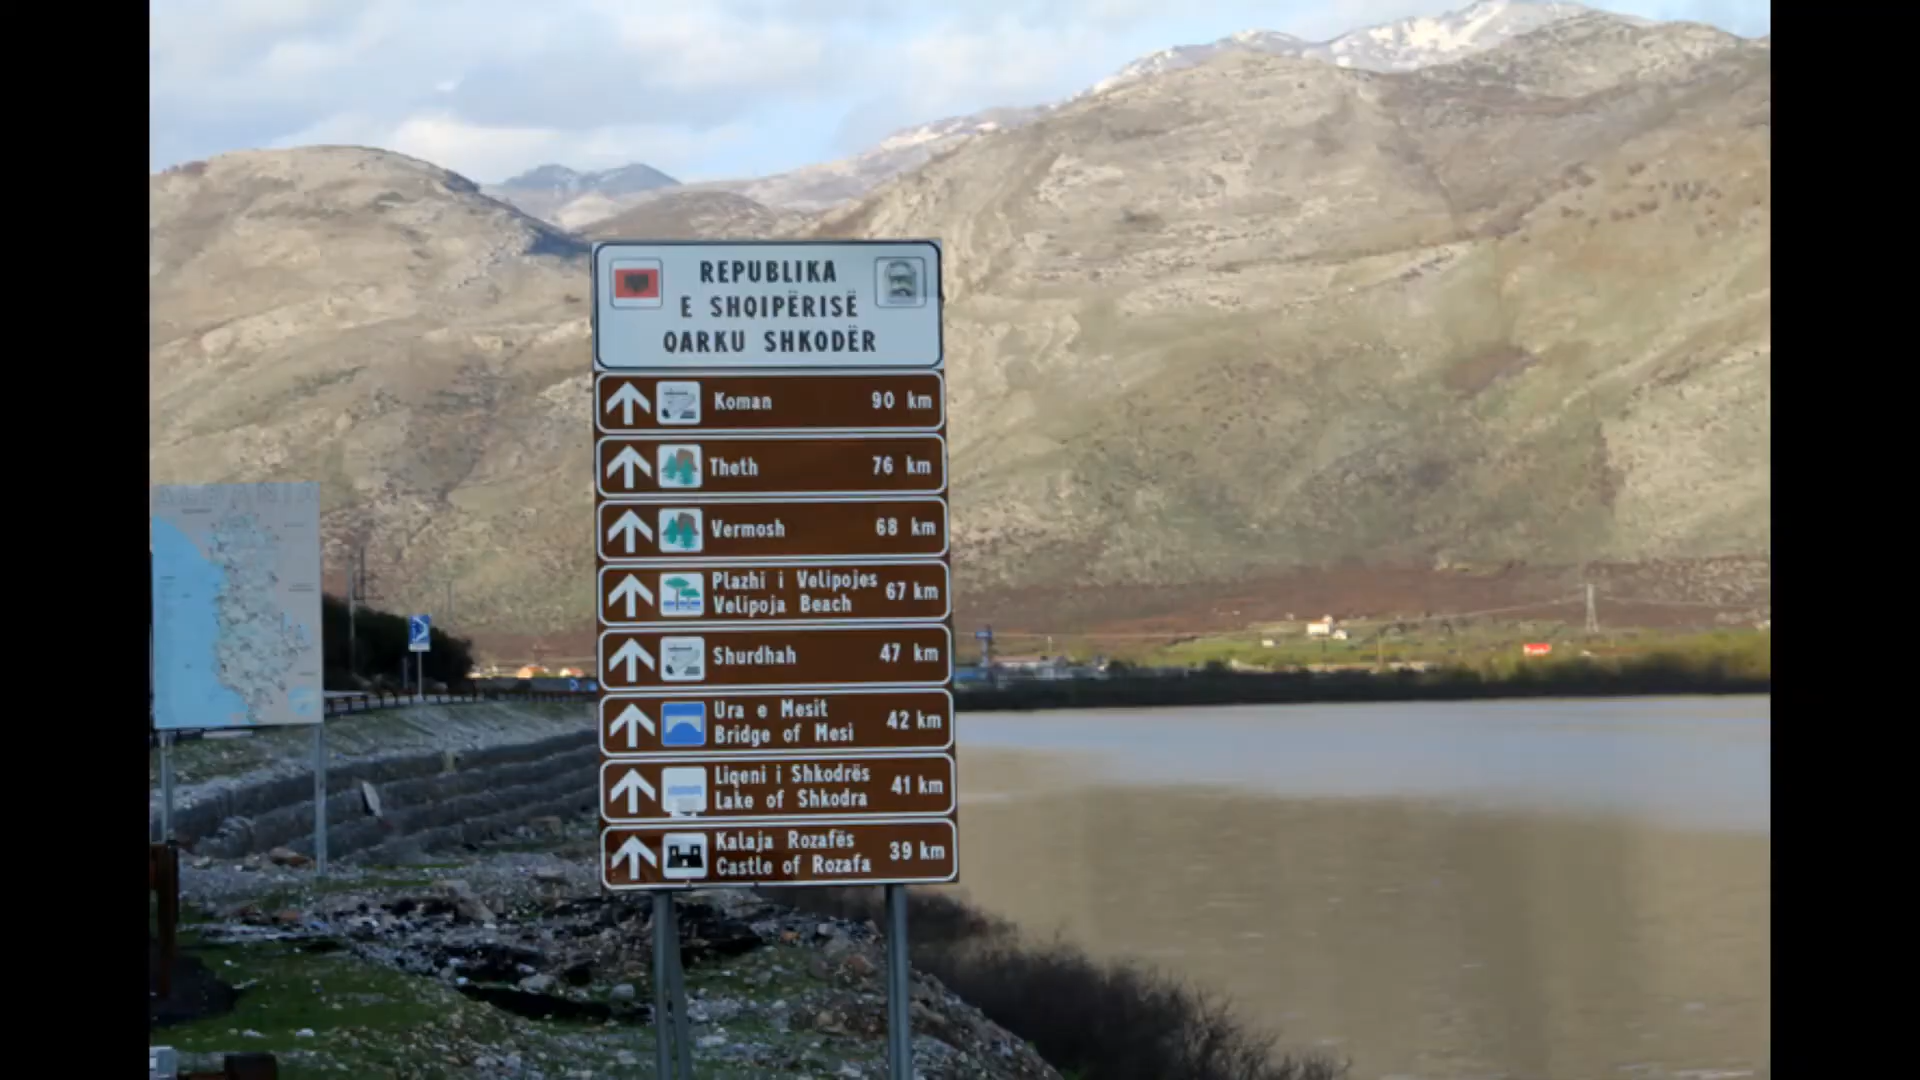 REPUBLIKA
E SHQIPËRISË
QARKU SHKODËR
Koman 90 km
Theth 76 km
Vermosh 68 km
Plazhi i Velipojes
Velipoja Beach 67 km
Shurdhah 47 km
Ura e Mesit
Bridge of Mesi 42 km
Liqeni i Shkodrës
Lake of Shkodra 41 km
Kalaja Rozafës
Castle of Rozafa 39 km